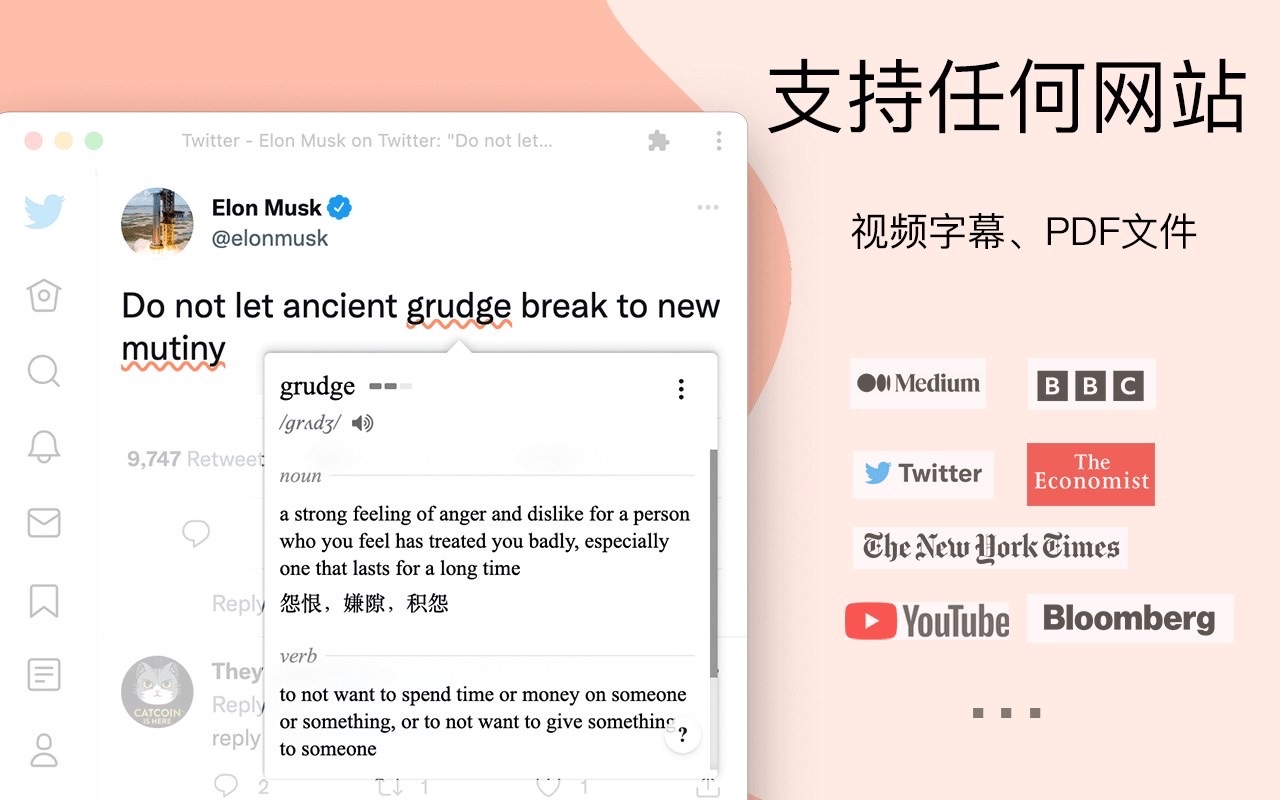 支持任何网站
视频字幕、PDF文件
Twitter - Elon Musk on Twitter: "Do not let...
Elon Musk
@elonmusk
Do not let ancient grudge break to new
mutiny
9,747 Retweet
grudge
/grʌdʒ/
noun
a strong feeling of anger and dislike for a person
who you feel has treated you badly, especially
one that lasts for a long time
怨恨，嫌隙，积怨
verb
to not want to spend time or money on someone
or something, or to not want to give something
to someone
?
Reply
They
Reply
reply
CATCOIN
IS HERE
2
1
1
Medium
BBC
Twitter
The
Economist
The New York Times
YouTube
Bloomberg